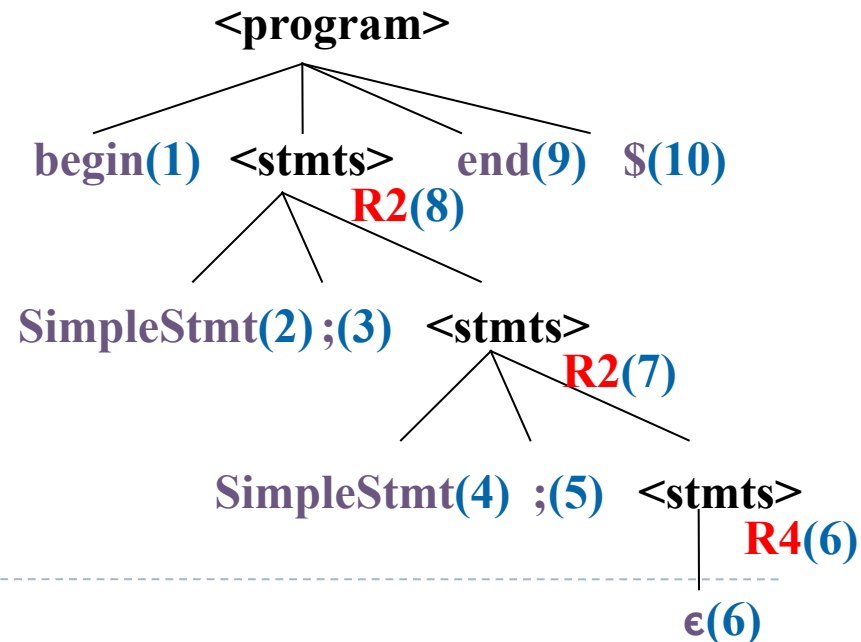 <program>
begin(1) <stmts> end(9) $(10)
R2(8)
SimpleStmt(2) ;(3) <stmts>
R2(7)
SimpleStmt(4) ;(5) <stmts>
R4(6)
ϵ(6)